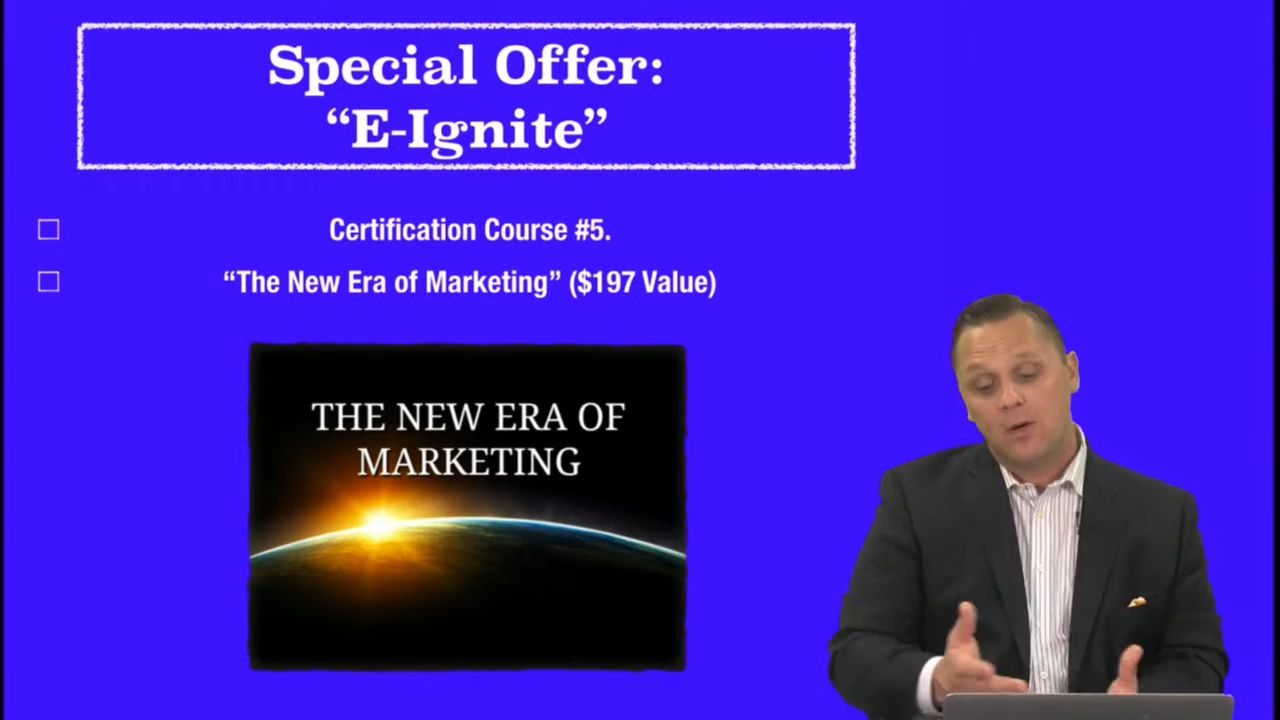 Special Offer:
“E-Ignite”
Certification Course #5.
“The New Era of Marketing” ($197 Value)
THE NEW ERA OF
MARKETING